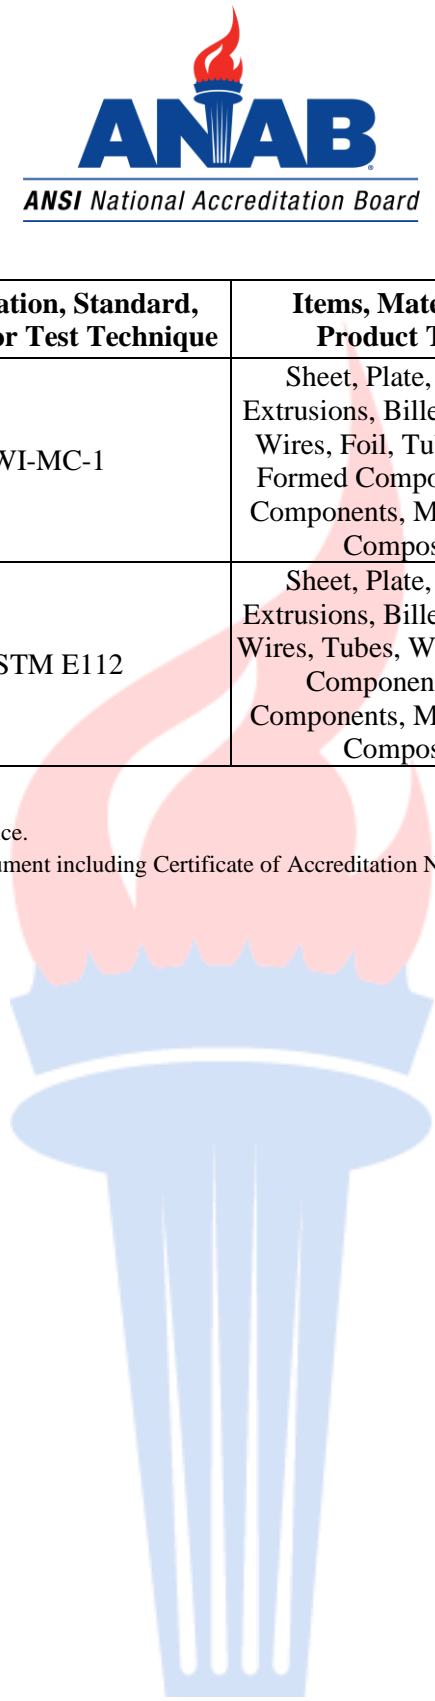 ANAB
ANSI National Accreditation Board
ation, Standard,
or Test Technique
Items, Mate
Product T
WI-MC-1
Sheet, Plate,
Extrusions, Bille
Wires, Foil, Tu
Formed Compo
Components, M
Compos
STM E112
Sheet, Plate,
Extrusions, Bille
Wires, Tubes, W
Componen
Components, M
Compos
ce.
ument including Certificate of Accreditation N